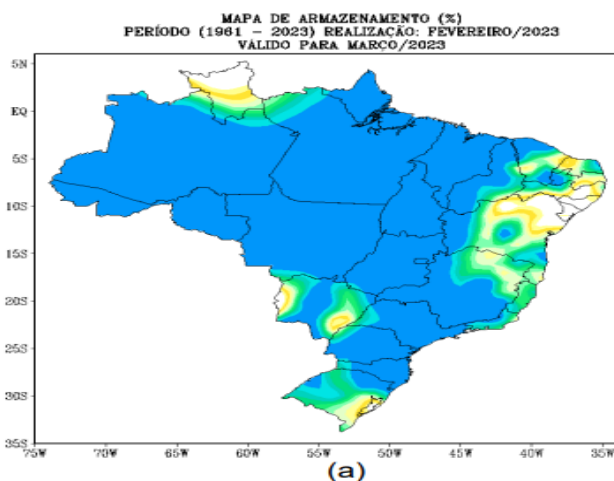 MAPA DE ARMAZENAMENTO (%)
PERÍODO (1961 – 2023) REALIZAÇÃO: FEVEREIRO/2023
VÁLIDO PARA MARÇO/2023
5N
EQ
5S
10S
15S
20S
25S
30S
35S
75W 70W 65W 60W 55W 50W 45W 40W 35W
(a)